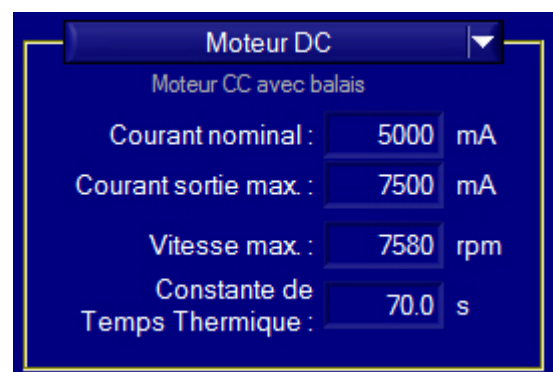 Moteur DC
Moteur CC avec balais
Courant nominal : 5000 mA
Courant sortie max. : 7500 mA
Vitesse max. : 7580 rpm
Constante de
Temps Thermique : 70.0 s